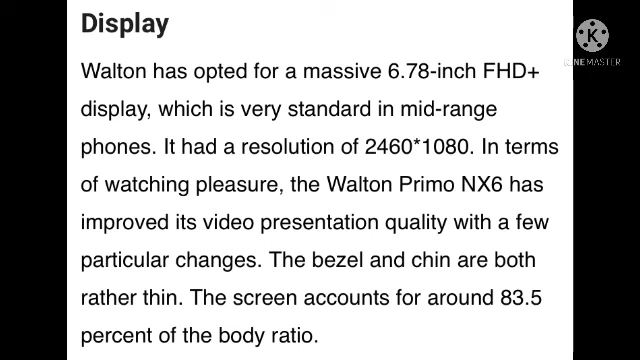 Display
KINEMASTER
Walton has opted for a massive 6.78-inch FHD+
display, which is very standard in mid-range
phones. It had a resolution of 2460*1080. In terms
of watching pleasure, the Walton Primo NX6 has
improved its video presentation quality with a few
particular changes. The bezel and chin are both
rather thin. The screen accounts for around 83.5
percent of the body ratio.